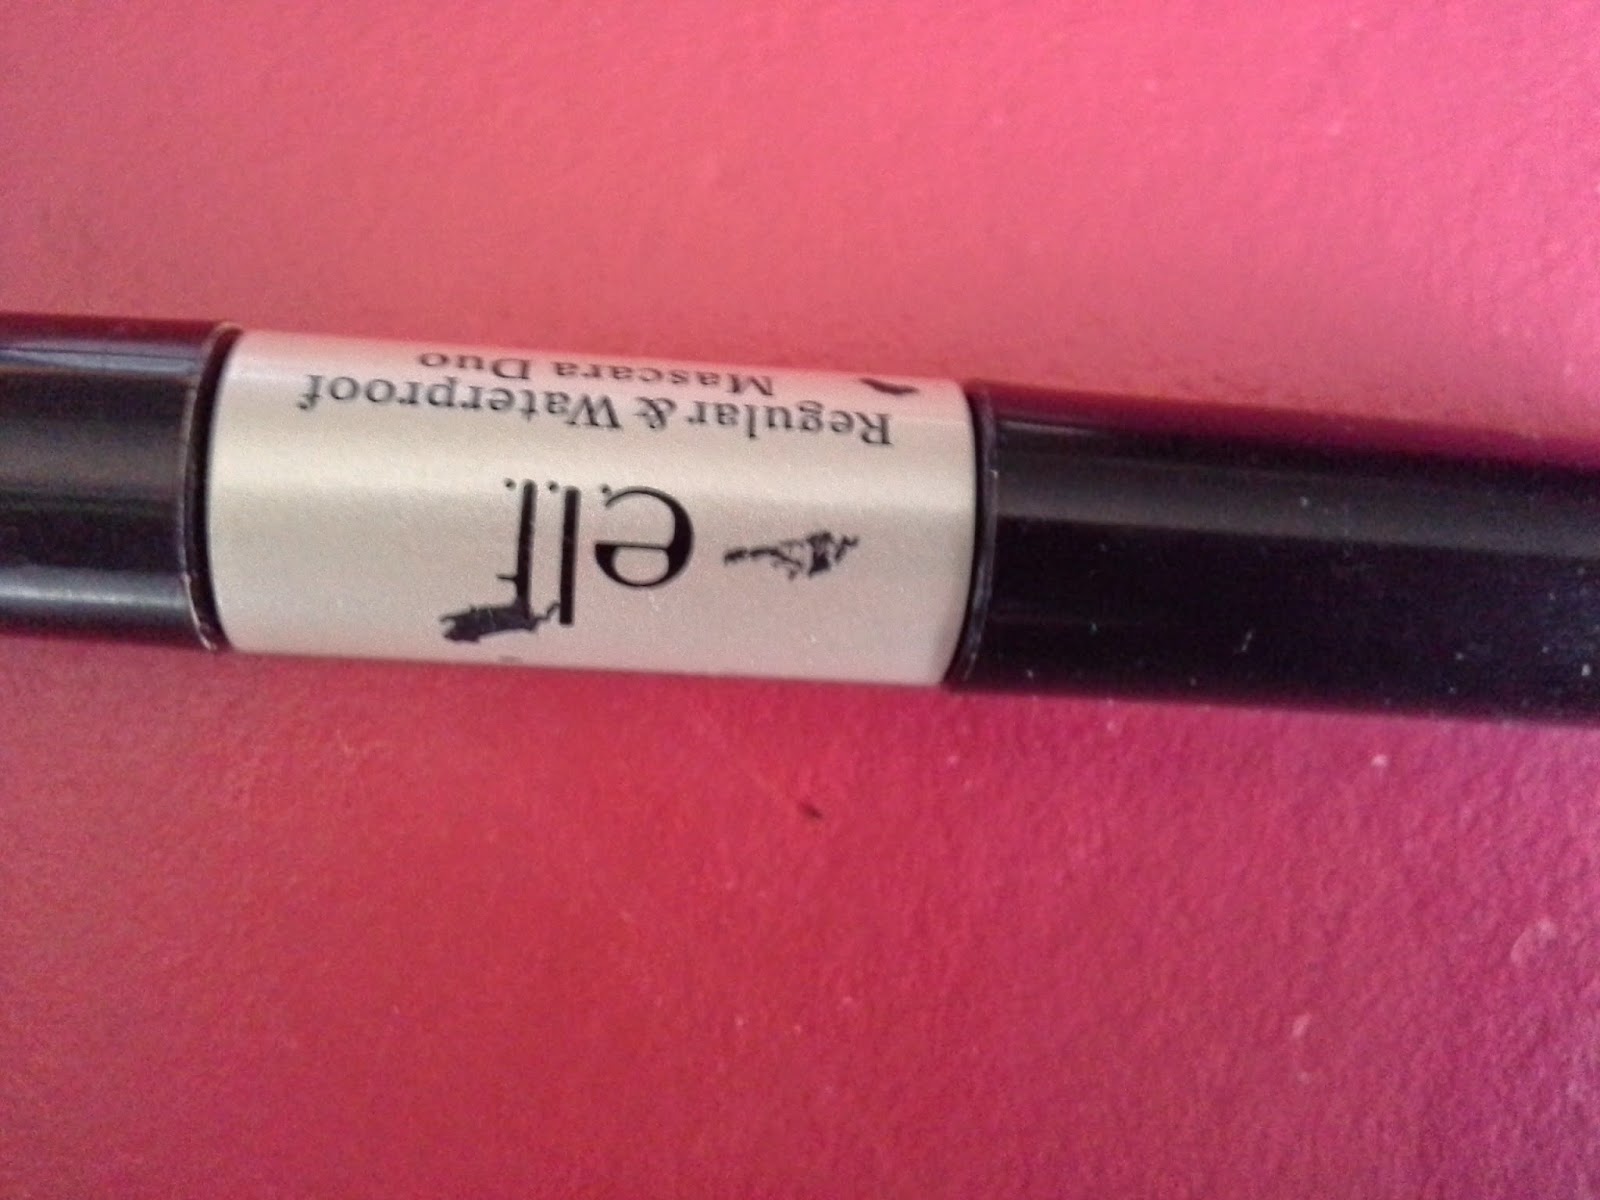 e.l.f.
Regular & Waterproof
Mascara Duo